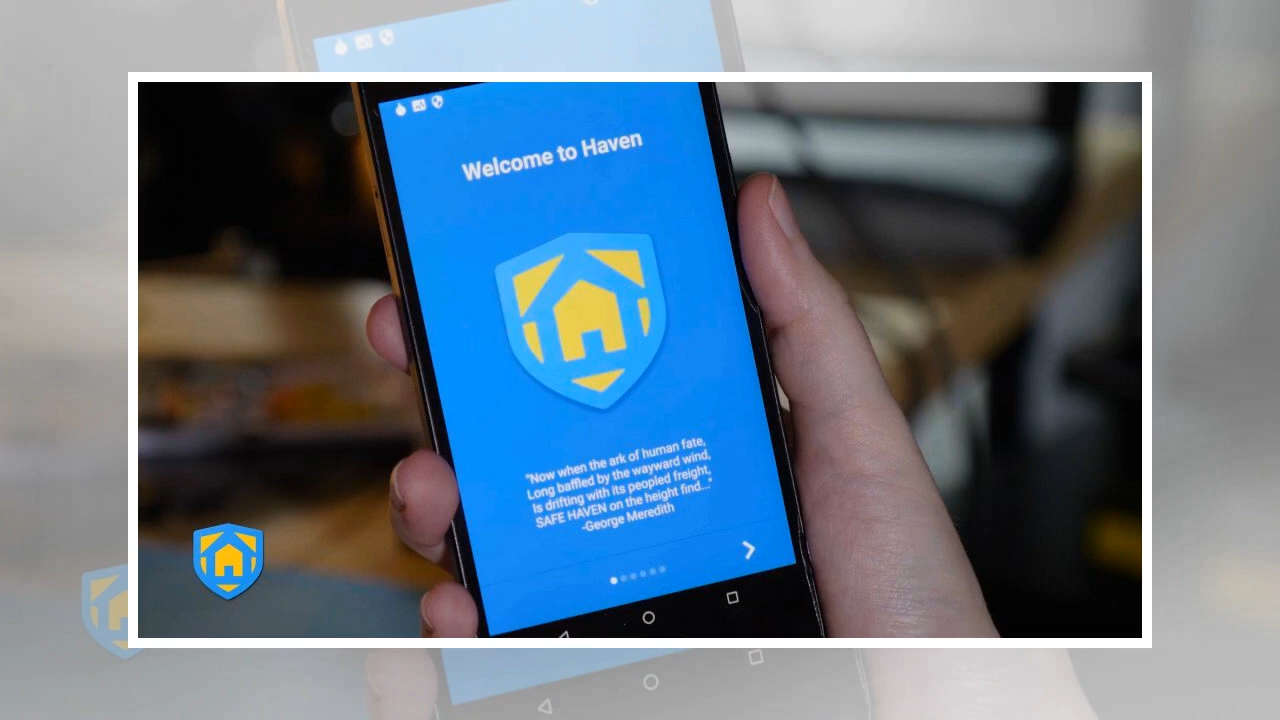 Welcome to Haven
"Now when the ark of human fate,
Long baffled by the wayward wind,
Is drifting with its peopled freight,
SAFE HAVEN on the height find..."
-George Meredith